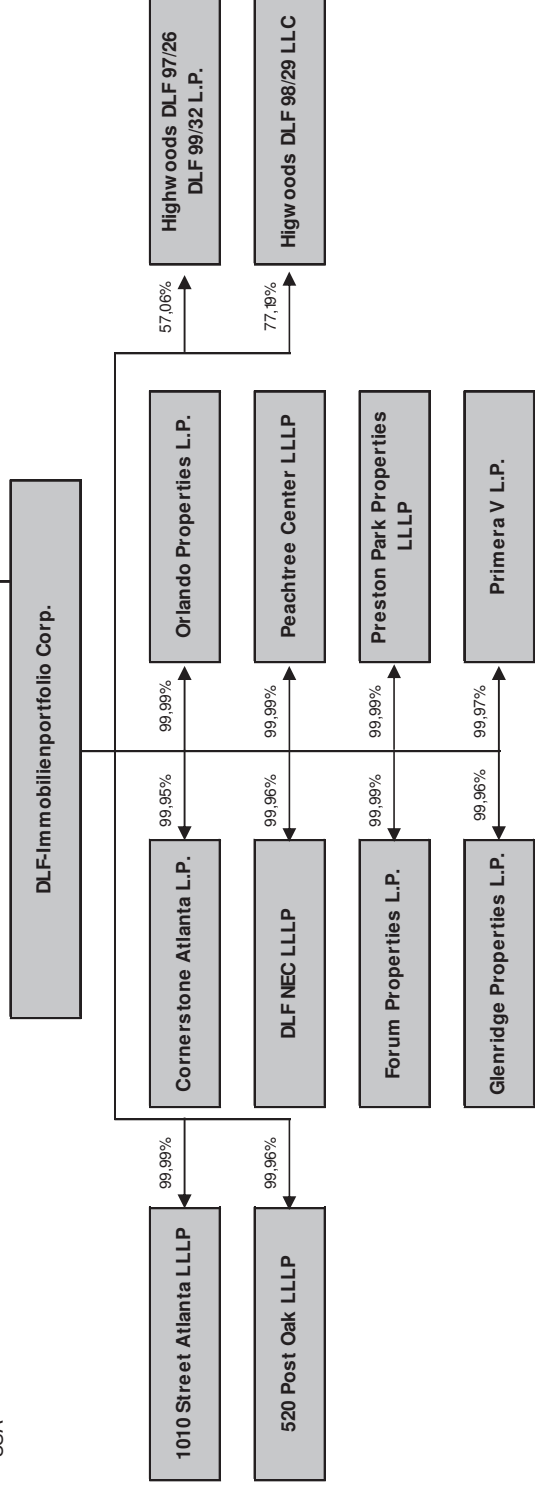 DLF-Immobilienportfolio Corp.
99,99%
99,95%
99,99%
57,06%
1010 Street Atlanta LLLP
Cornerstone Atlanta L.P.
Orlando Properties L.P.
Highwoods DLF 97/26
DLF 99/32 L.P.
99,96%
99,96%
99,99%
77,19%
520 Post Oak LLLP
DLF NEC LLLP
Peachtree Center LLLP
Higwoods DLF 98/29 LLC
99,99%
99,99%
Forum Properties L.P.
Preston Park Properties
LLLP
99,96%
99,97%
Glenridge Properties L.P.
Primera V L.P.